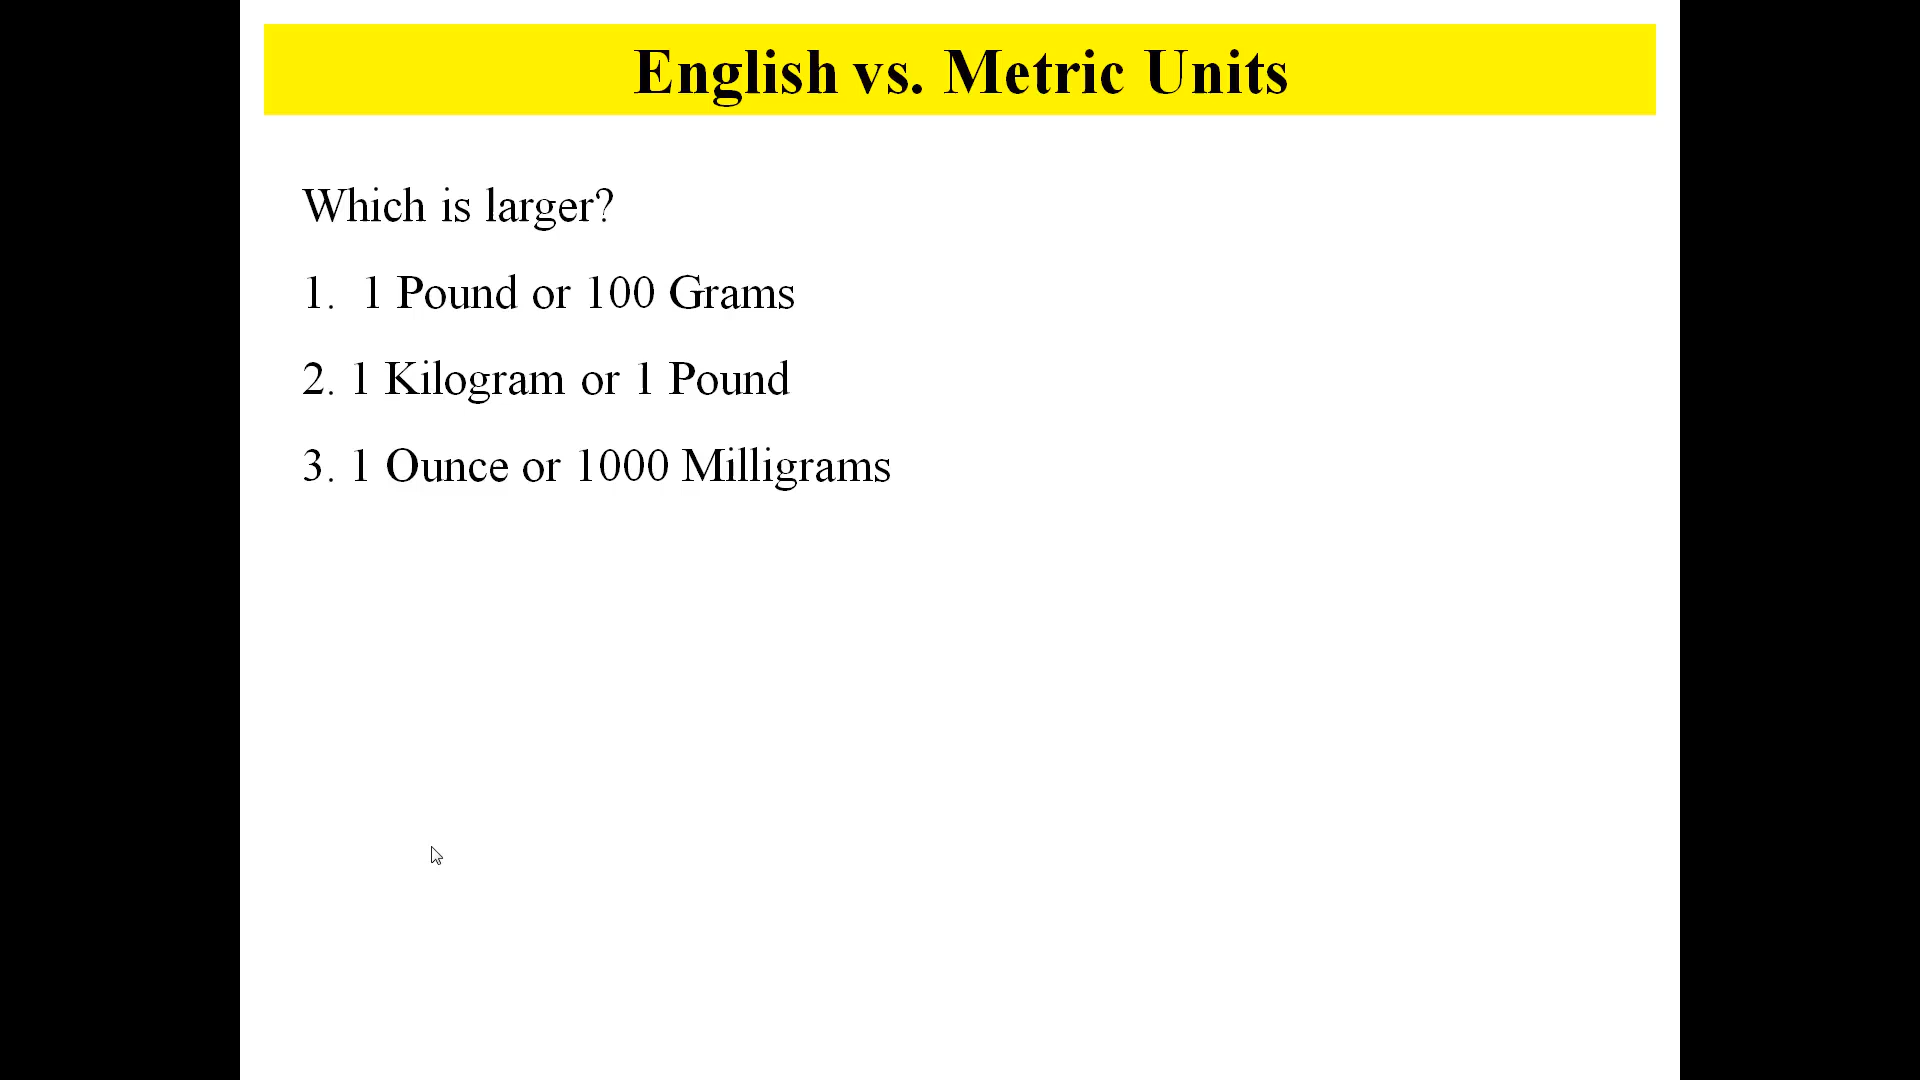 English vs. Metric Units
Which is larger?
1. 1 Pound or 100 Grams
2. 1 Kilogram or 1 Pound
3. 1 Ounce or 1000 Milligrams